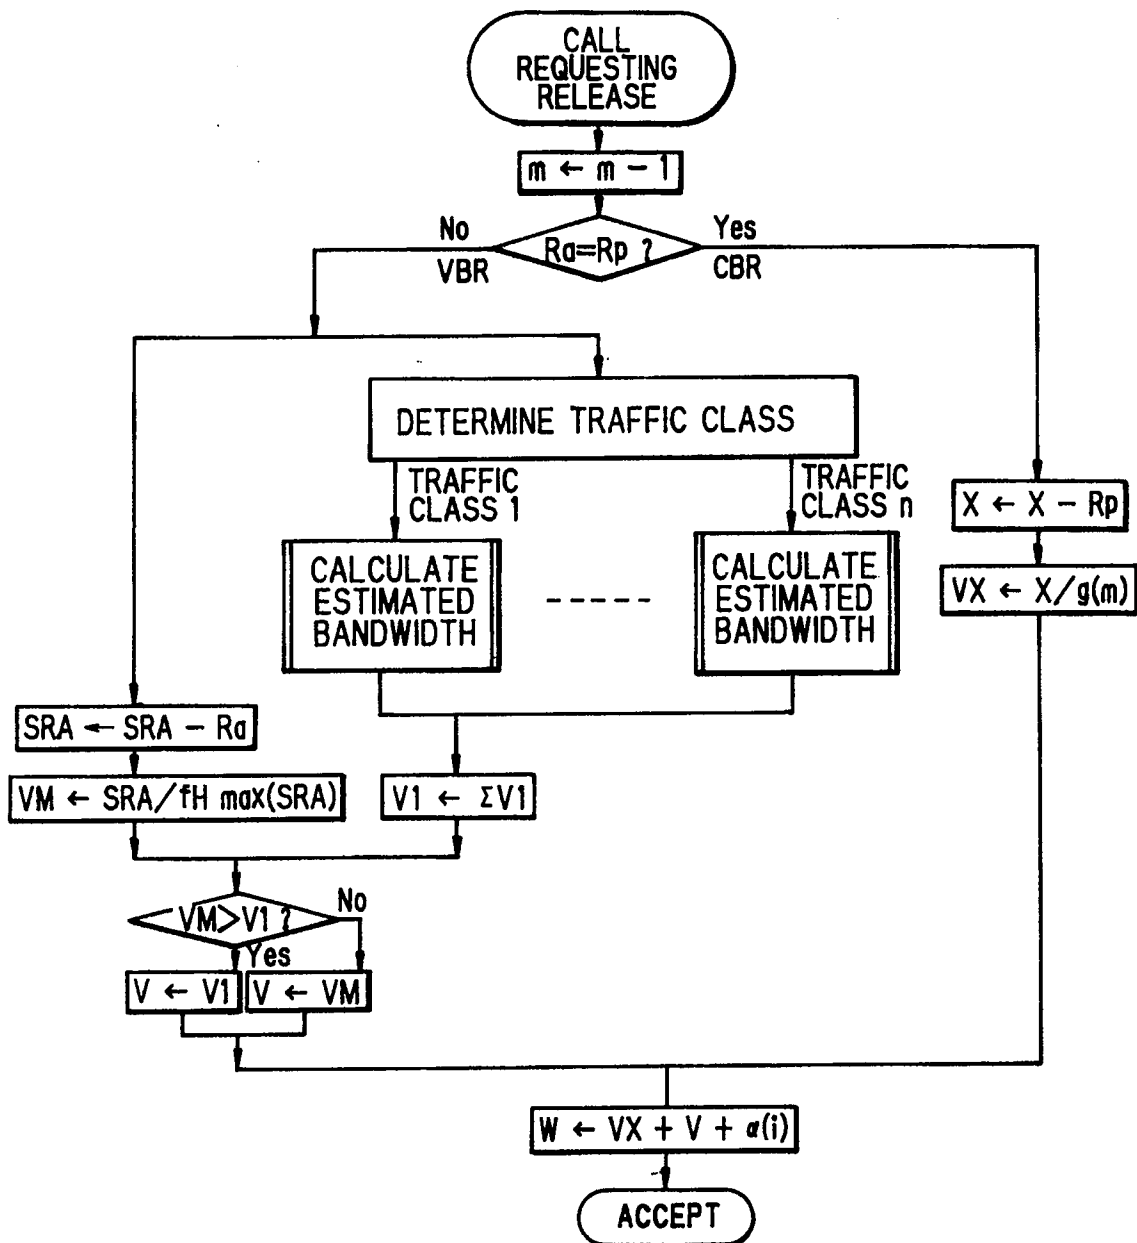 CALL
REQUESTING
RELEASE
m ← m − 1
No
VBR
Ra=Rp ?
Yes
CBR
DETERMINE TRAFFIC CLASS
TRAFFIC
CLASS 1
TRAFFIC
CLASS n
CALCULATE
ESTIMATED
BANDWIDTH
-----
CALCULATE
ESTIMATED
BANDWIDTH
X ← X − Rp
VX ← X/g(m)
SRA ← SRA − Ra
VM ← SRA/fH max(SRA)
V1 ← ΣV1
VM>V1 ?
No
Yes
V ← V1
V ← VM
W ← VX + V + α(i)
ACCEPT